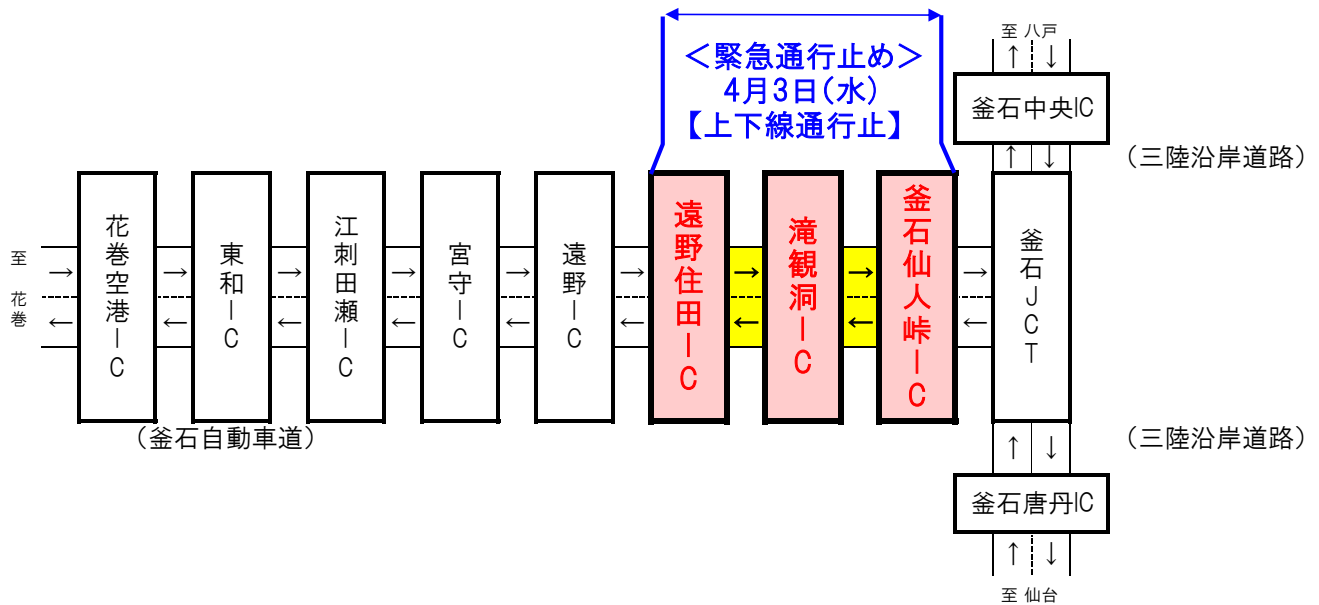 <緊急通行止め>
4月3日(水)
【上下線通行止】
至 八戸
↑ ↓
釜石中央IC
↑ ↓
(三陸沿岸道路)
至 花巻
→
←
花巻空港IC
→
←
東和IC
→
←
江刺田瀬IC
→
←
宮守IC
→
←
遠野IC
→
←
遠野住田IC
→
←
滝観洞IC
→
←
釜石仙人峠IC
→
←
釜石JCT
(釜石自動車道)
(三陸沿岸道路)
↑ ↓
釜石唐丹IC
↑ ↓
至 仙台